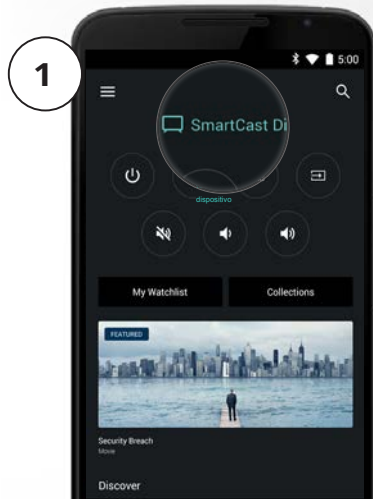 1
5:00
SmartCast Di
dispositivo
My Watchlist
Collections
FEATURED
Security Breach
Movie
Discover